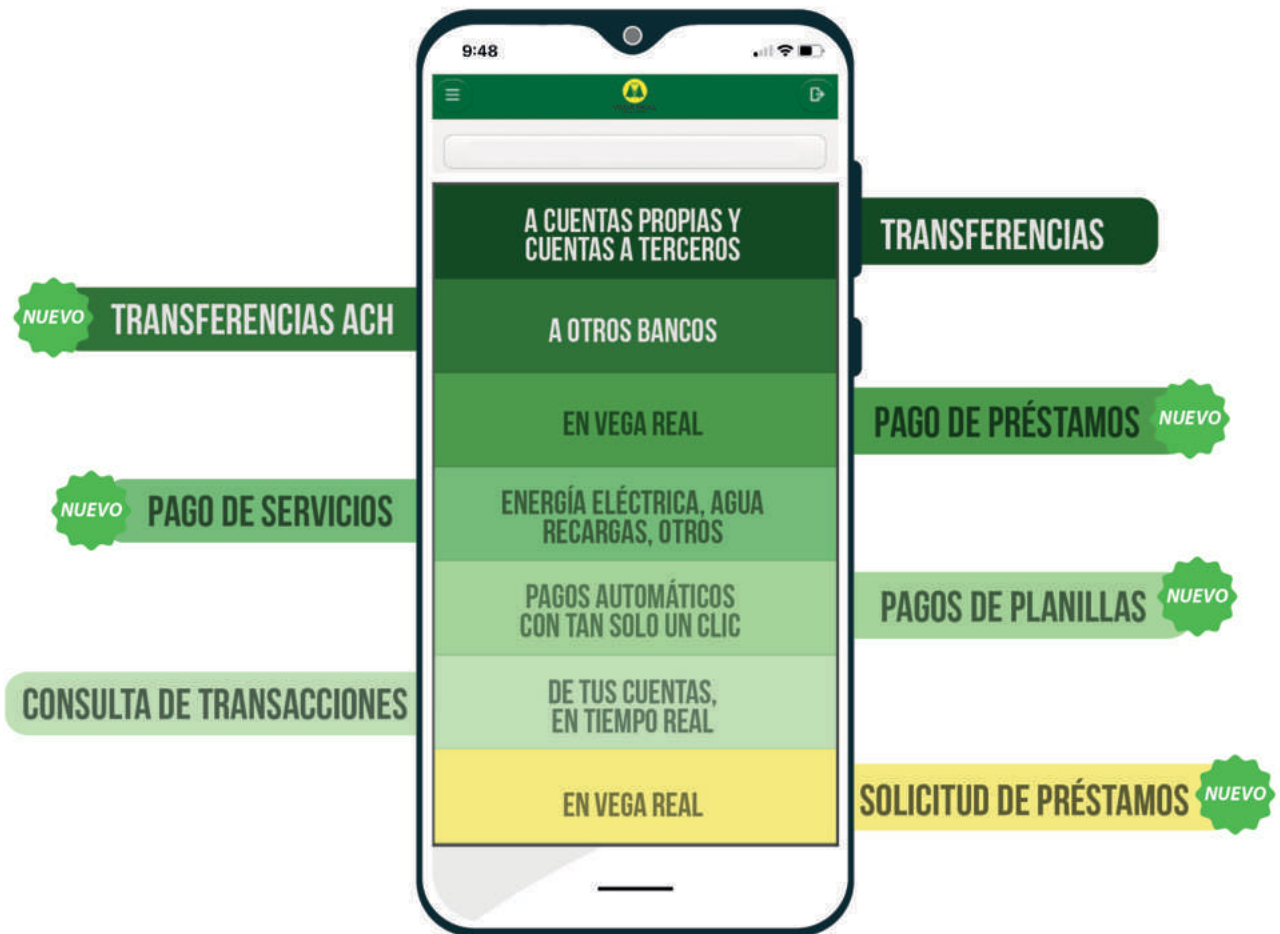 9:48
VEGA REAL
A CUENTAS PROPIAS Y
CUENTAS A TERCEROS
TRANSFERENCIAS
NUEVO
TRANSFERENCIAS ACH
A OTROS BANCOS
EN VEGA REAL
PAGO DE PRÉSTAMOS
NUEVO
NUEVO
PAGO DE SERVICIOS
ENERGÍA ELÉCTRICA, AGUA
RECARGAS, OTROS
PAGOS AUTOMÁTICOS
CON TAN SOLO UN CLIC
PAGOS DE PLANILLAS
NUEVO
CONSULTA DE TRANSACCIONES
DE TUS CUENTAS,
EN TIEMPO REAL
EN VEGA REAL
SOLICITUD DE PRÉSTAMOS
NUEVO